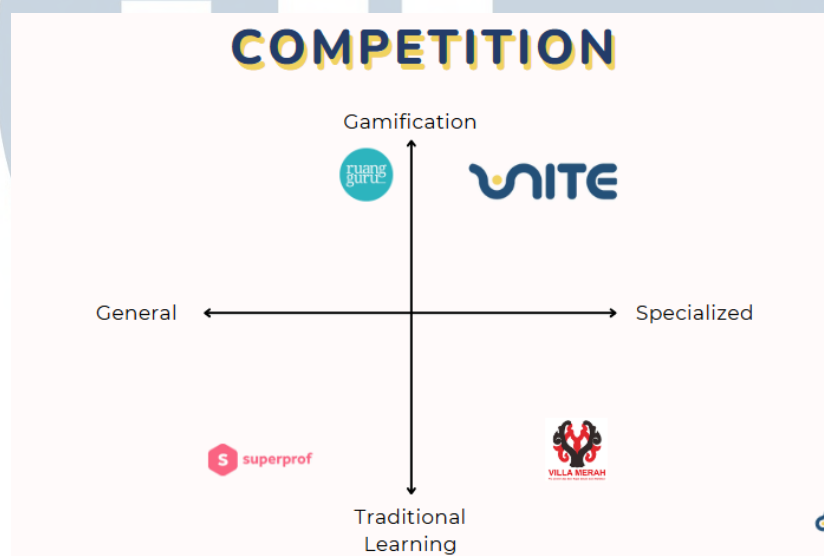 COMPETITION
Gamification
ruang
guru
UNITE
General
Specialized
S superprof
VILLA MERAH
Traditional
Learning